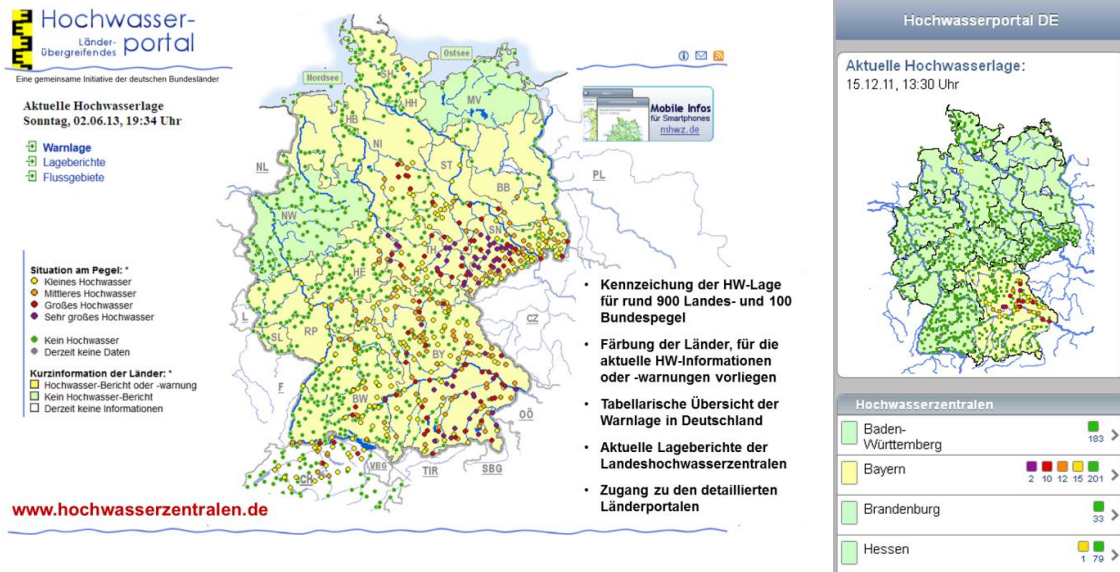 Hochwasser-
Länder-
übergreifendes portal
Eine gemeinsame Initiative der deutschen Bundesländer
Aktuelle Hochwasserlage
Sonntag, 02.06.13, 19:34 Uhr
Warnlage
Lageberichte
Flussgebiete
Situation am Pegel: *
Kleines Hochwasser
Mittleres Hochwasser
Großes Hochwasser
Sehr großes Hochwasser
Kein Hochwasser
Derzeit keine Daten
Kurzinformation der Länder: *
Hochwasser-Bericht oder -warnung
Kein Hochwasser-Bericht
Derzeit keine Informationen
www.hochwasserzentralen.de
Nordsee
Ostsee
SH
HH
MV
HB
NI
ST
BB
NL
PL
NW
SN
TH
HE
L
RP
SL
CZ
F
BY
BW
OÖ
CH
VBG
TIR
SBG
Mobile Infos
für Smartphones
mhwz.de
• Kennzeichung der HW-Lage
für rund 900 Landes- und 100
Bundespegel
• Färbung der Länder, für die
aktuelle HW-Informationen
oder -warnungen vorliegen
• Tabellarische Übersicht der
Warnlage in Deutschland
• Aktuelle Lageberichte der
Landeshochwasserzentralen
• Zugang zu den detaillierten
Länderportalen
Hochwasserportal DE
Aktuelle Hochwasserlage:
15.12.11, 13:30 Uhr
Hochwasserzentralen
Baden-
Württemberg
183
Bayern
2 10 12 15 201
Brandenburg
33
Hessen
1 79